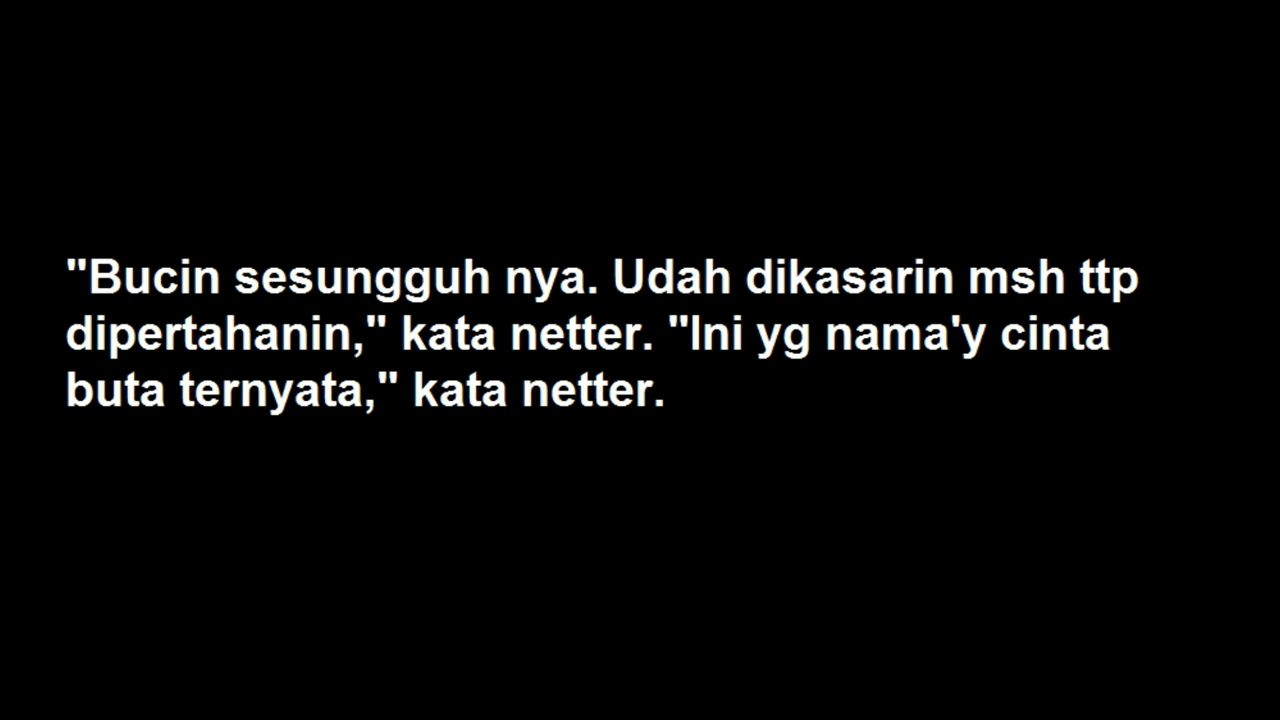 "Bucin sesungguh nya. Udah dikasarin msh ttp
dipertahanin," kata netter. "Ini yg nama'y cinta
buta ternyata," kata netter.